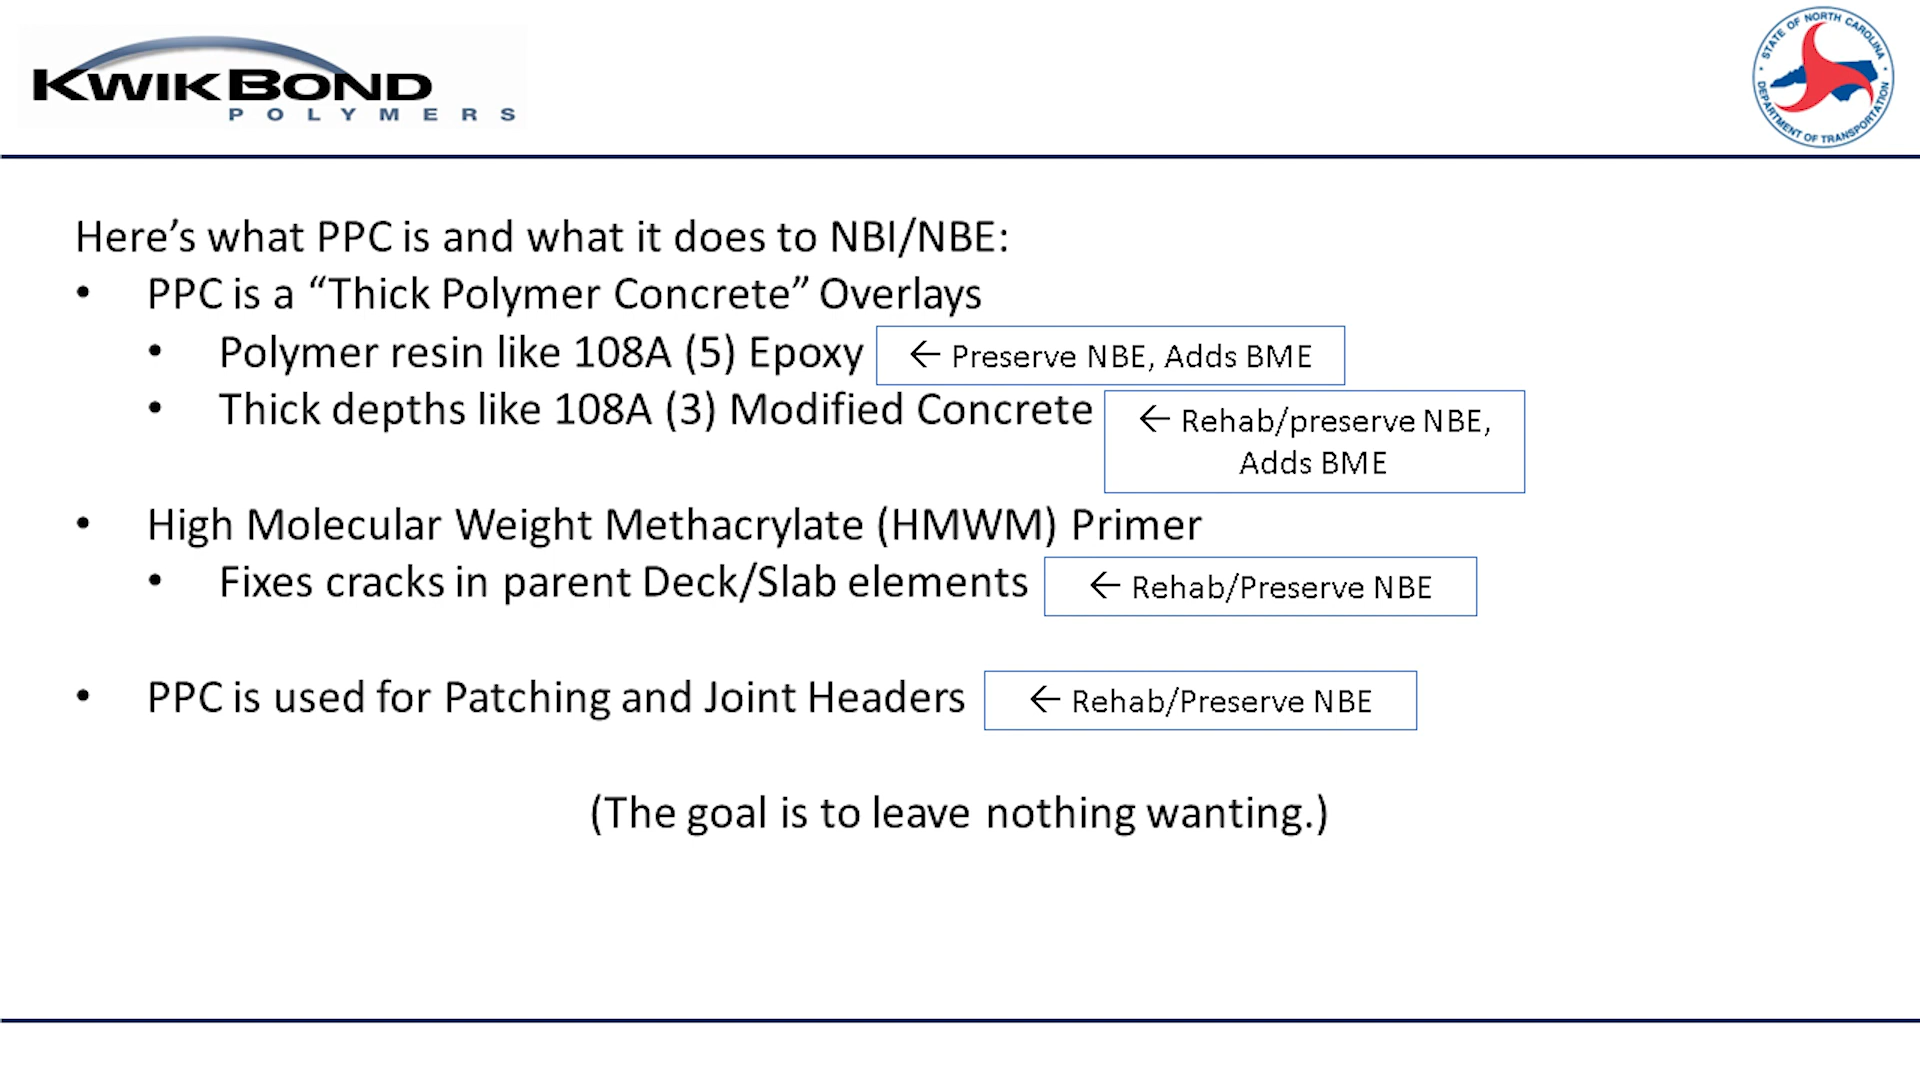 KWIKBOND
POLYMERS
STATE OF NORTH CAROLINA
DEPARTMENT OF TRANSPORTATION
Here’s what PPC is and what it does to NBI/NBE:
• PPC is a “Thick Polymer Concrete” Overlays
• Polymer resin like 108A (5) Epoxy
← Preserve NBE, Adds BME
• Thick depths like 108A (3) Modified Concrete
← Rehab/preserve NBE,
Adds BME
• High Molecular Weight Methacrylate (HMWM) Primer
• Fixes cracks in parent Deck/Slab elements
← Rehab/Preserve NBE
• PPC is used for Patching and Joint Headers
← Rehab/Preserve NBE
(The goal is to leave nothing wanting.)